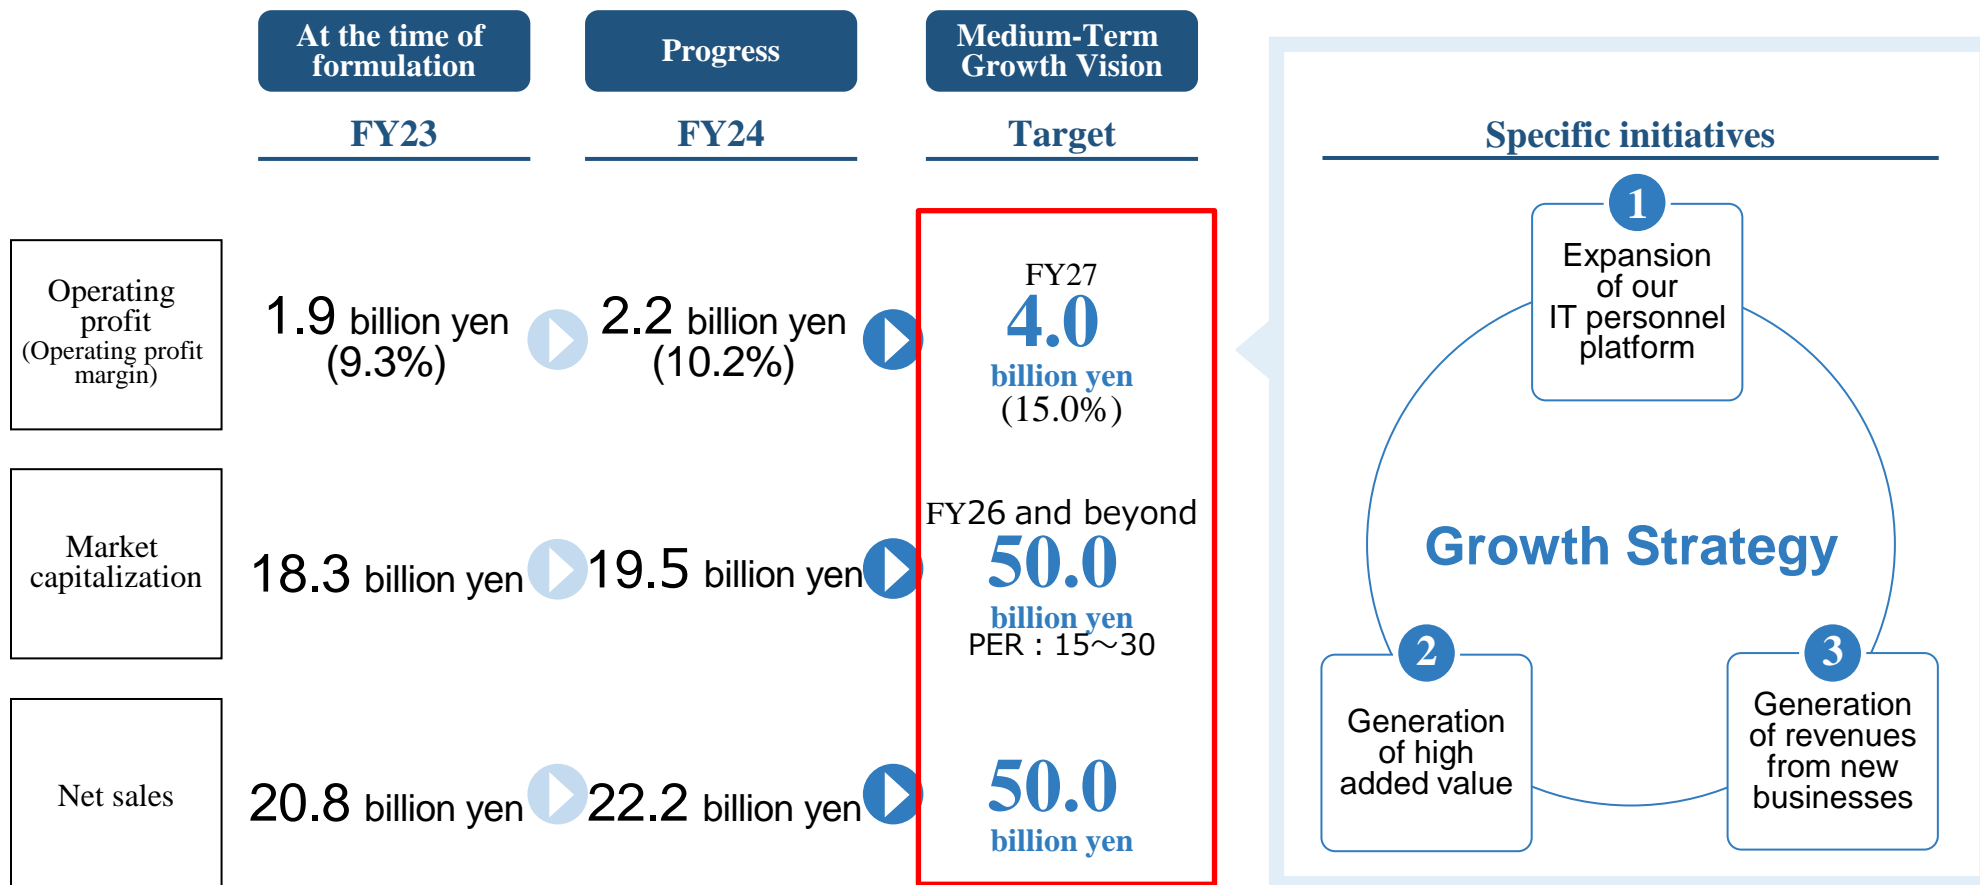 At the time of
formulation
Progress
Medium-Term
Growth Vision
FY23
FY24
Target
Operating
profit
(Operating profit
margin)
1.9 billion yen
(9.3%)
2.2 billion yen
(10.2%)
FY27
4.0
billion yen
(15.0%)
Market
capitalization
18.3 billion yen
19.5 billion yen
FY26 and beyond
50.0
billion yen
PER : 15～30
Net sales
20.8 billion yen
22.2 billion yen
50.0
billion yen
Specific initiatives
1
Expansion
of our
IT personnel
platform
Growth Strategy
2
Generation
of high
added value
3
Generation
of revenues
from new
businesses